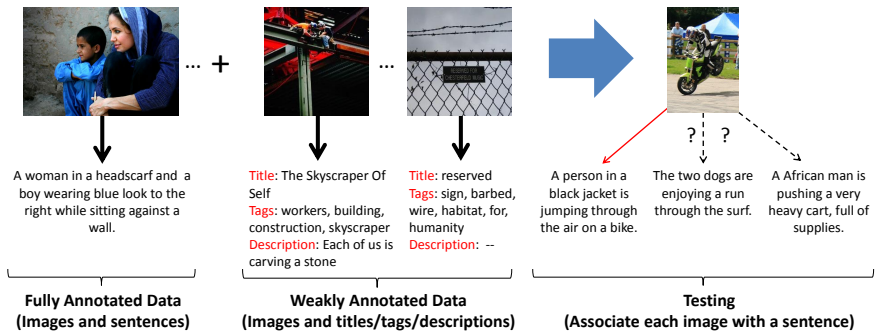 ... + ...
RESERVED FOR
? ?
A woman in a headscarf and a
boy wearing blue look to the
right while sitting against a
wall.
Title: The Skyscraper Of
Self
Tags: workers, building,
construction, skyscraper
Description: Each of us is
carving a stone
Title: reserved
Tags: sign, barbed,
wire, habitat, for,
humanity
Description: --
A person in a
black jacket is
jumping through
the air on a bike.
The two dogs are
enjoying a run
through the surf.
A African man is
pushing a very
heavy cart, full of
supplies.
Fully Annotated Data
(Images and sentences)
Weakly Annotated Data
(Images and titles/tags/descriptions)
Testing
(Associate each image with a sentence)